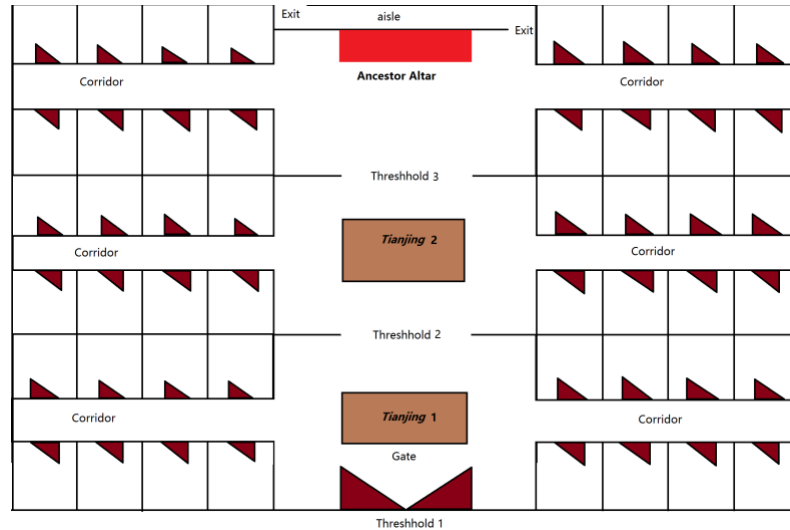 Exit
aisle
Exit
Ancestor Altar
Corridor
Corridor
Threshhold 3
Tianjing 2
Corridor
Corridor
Threshhold 2
Tianjing 1
Corridor
Corridor
Gate
Threshhold 1